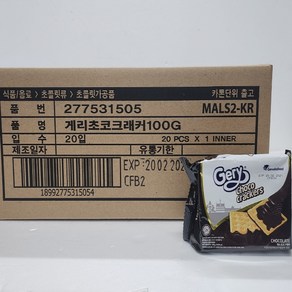 식품/음료 > 초콜릿류 > 초콜릿가공품
카톤단위 출고
품 번
277531505
MALS2-KR
품 명
게리초코크래커100G
입 수
20입
20 PCS X 1 INNER
제조일자
유통기한
EXP 2002 202
CFB2
18992775315054
Gery
choco
crackers
CHOCOLATE